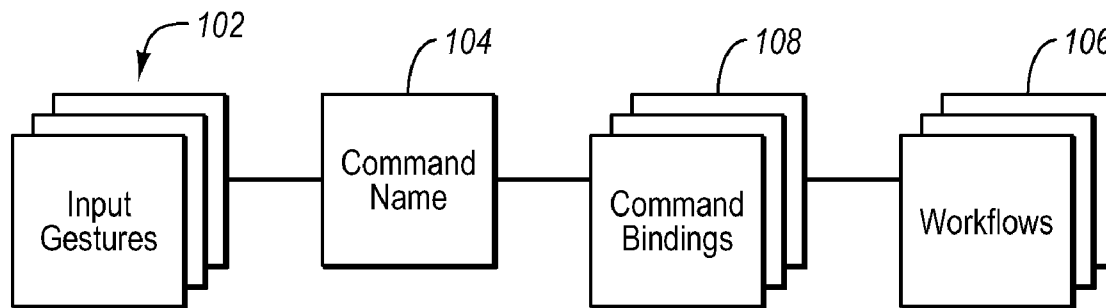 102
104
108
106
Input
Gestures
Command
Name
Command
Bindings
Workflows